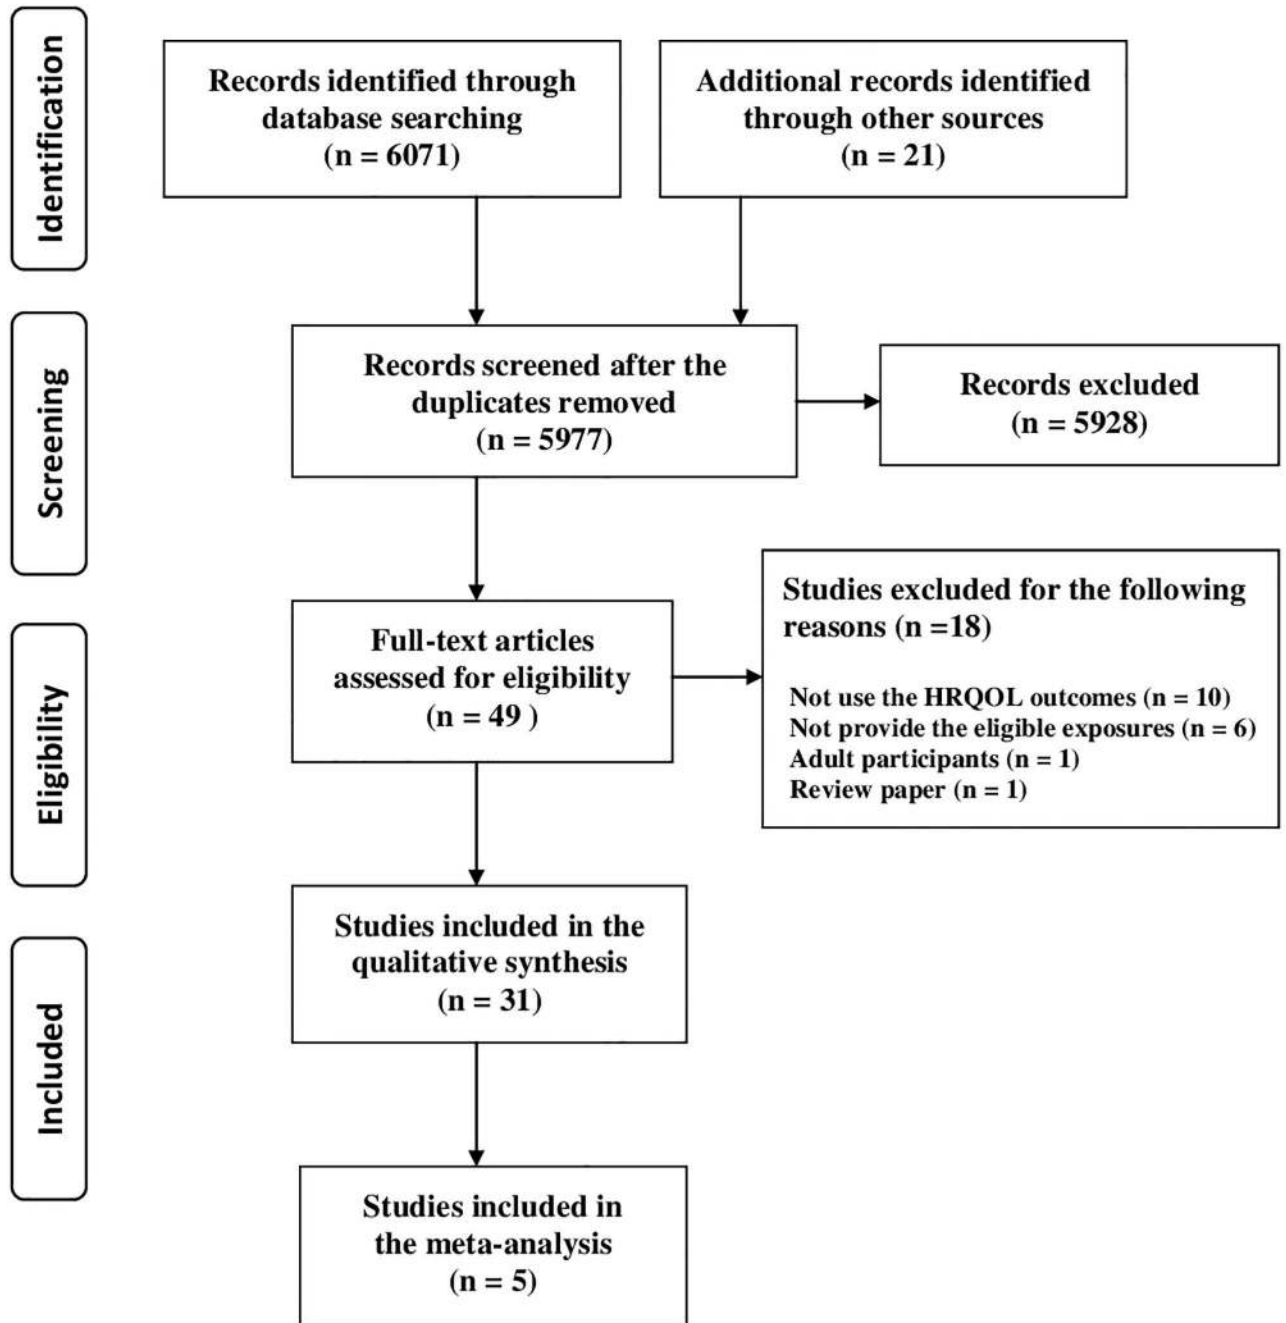 Identification
Records identified through
database searching
(n = 6071)
Additional records identified
through other sources
(n = 21)
Screening
Records screened after the
duplicates removed
(n = 5977)
Records excluded
(n = 5928)
Eligibility
Full-text articles
assessed for eligibility
(n = 49 )
Studies excluded for the following
reasons (n =18)
Not use the HRQOL outcomes (n = 10)
Not provide the eligible exposures (n = 6)
Adult participants (n = 1)
Review paper (n = 1)
Included
Studies included in the
qualitative synthesis
(n = 31)
Studies included in
the meta-analysis
(n = 5)